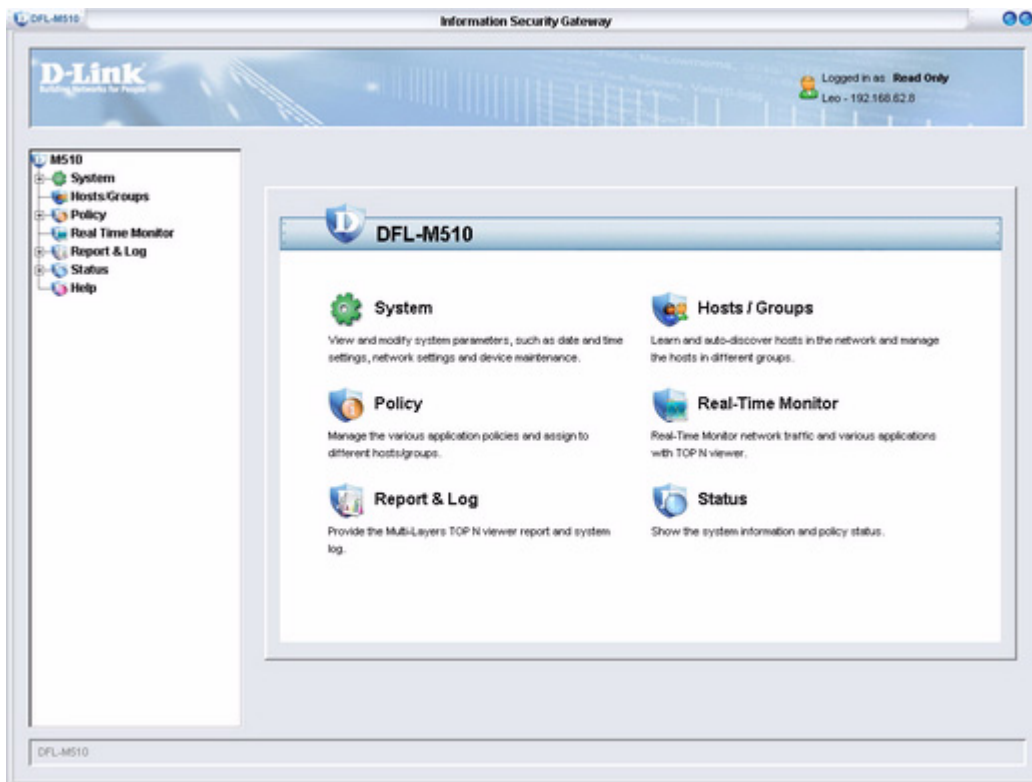 DFL-M510
Information Security Gateway
D-Link
Building Networks for People
Logged in as Read Only
Leo - 192.168.62.8
M510
System
Hosts/Groups
Policy
Real Time Monitor
Report & Log
Status
Help
DFL-M510
System
View and modify system parameters, such as date and time
settings, network settings and device maintenance.
Hosts / Groups
Learn and auto-discover hosts in the network and manage
the hosts in different groups.
Policy
Manage the various application policies and assign to
different hosts/groups.
Real-Time Monitor
Real-Time Monitor network traffic and various applications
with TOP N viewer.
Report & Log
Provide the Multi-Layers TOP N viewer report and system
log.
Status
Show the system information and policy status.
DFL-M510